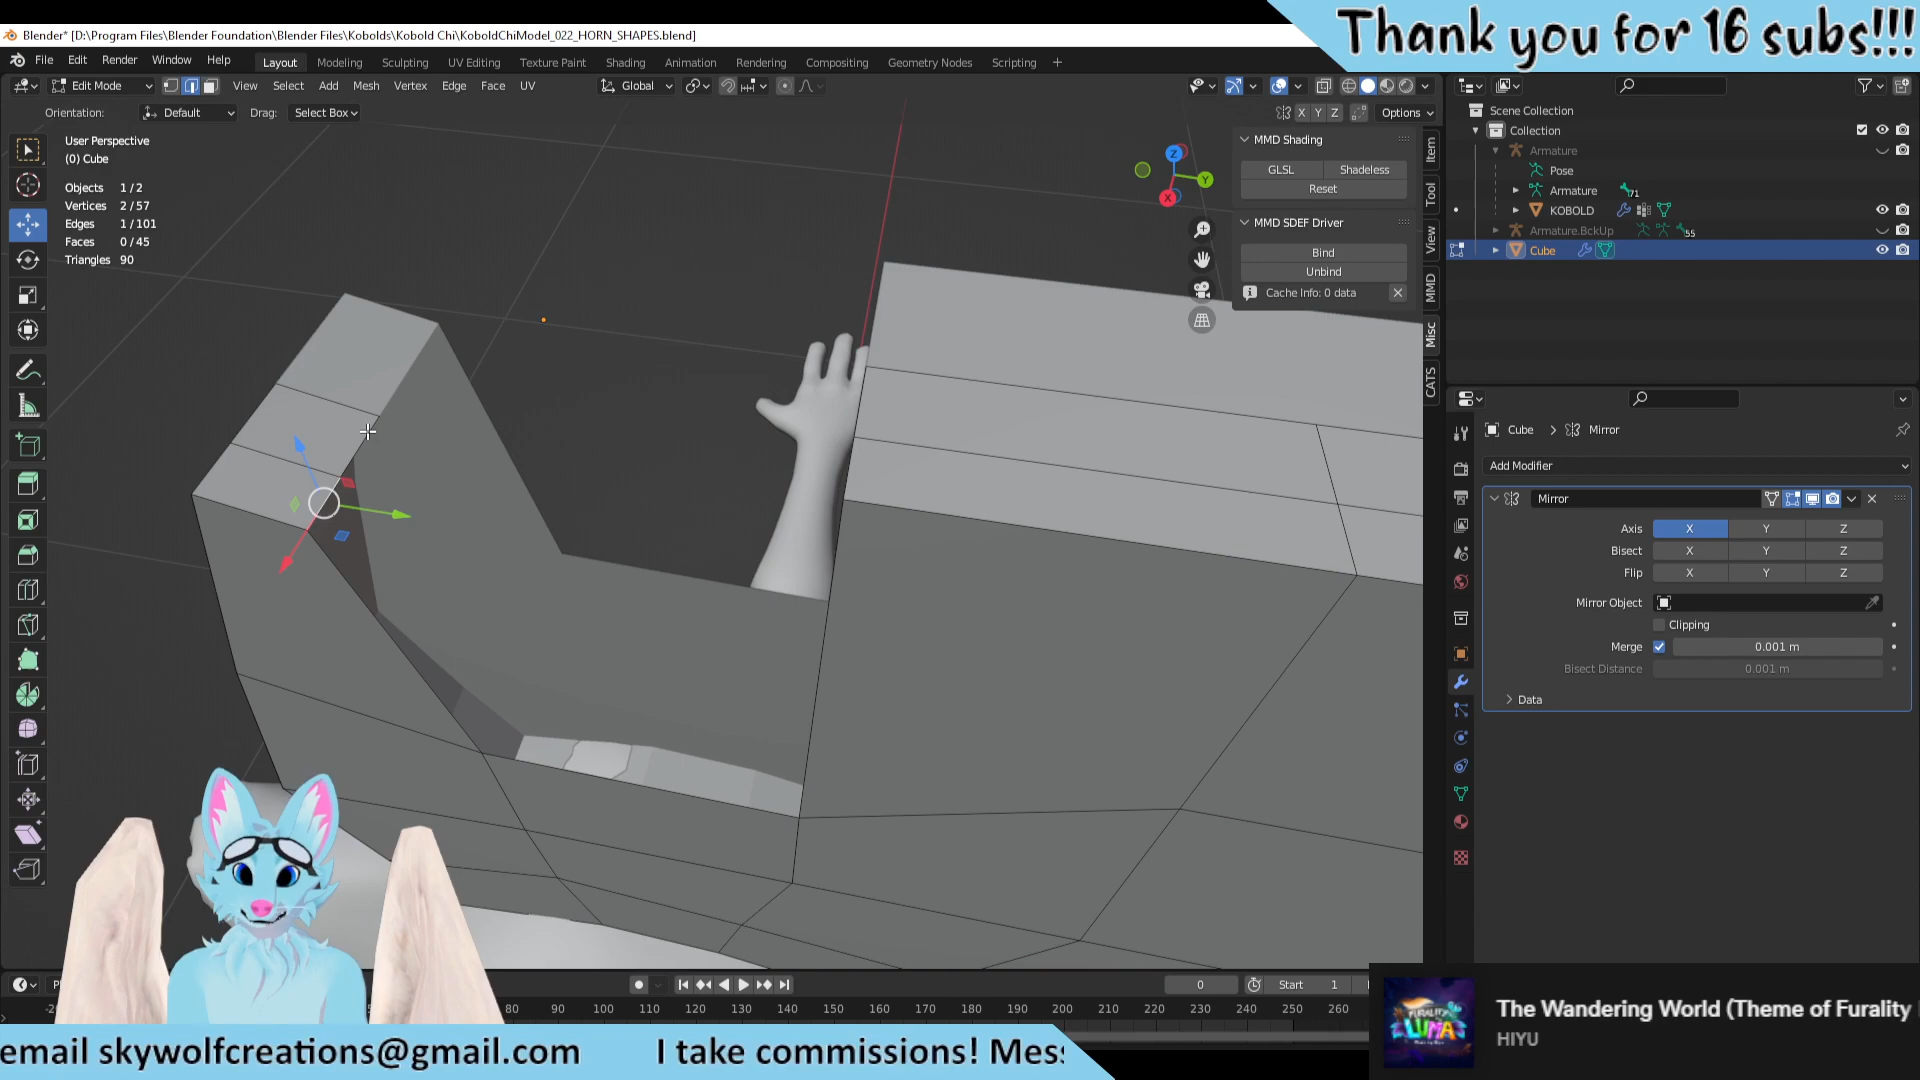 Thank you for 16 subs!!!
Blender* [D:\Program Files\Blender Foundation\Blender Files\Kobolds\Kobold Chi\KoboldChiModel_022_HORN_SHAPES.blend]
File Edit Render Window Help Layout Modeling Sculpting UV Editing Texture Paint Shading Animation Rendering Compositing Geometry Nodes Scripting +
Edit Mode View Select Add Mesh Vertex Edge Face UV Global
Orientation: Default Drag: Select Box X Y Z Options
User Perspective
(0) Cube
Objects 1 / 2
Vertices 2 / 57
Edges 1 / 101
Faces 0 / 45
Triangles 90
Z
Y
X
MMD Shading
GLSL Shadeless
Reset
MMD SDEF Driver
Bind
Unbind
Cache Info: 0 data
Item
Tool
View
MMD
Misc
CATS
Scene Collection
Collection
Armature
Pose
Armature 71
KOBOLD
Armature.BckUp 55
Cube
Cube > Mirror
Add Modifier
Mirror
Axis X Y Z
Bisect X Y Z
Flip X Y Z
Mirror Object
Clipping
Merge 0.001 m
Bisect Distance 0.001 m
Data
0 Start 1
80 90 100 110 120 130 140 150 160 170 180 190 200 210 220 230 240 250 260
The Wandering World (Theme of Furality
HIYU
FURALITY
LUMA
email skywolfcreations@gmail.com I take commissions! Mes